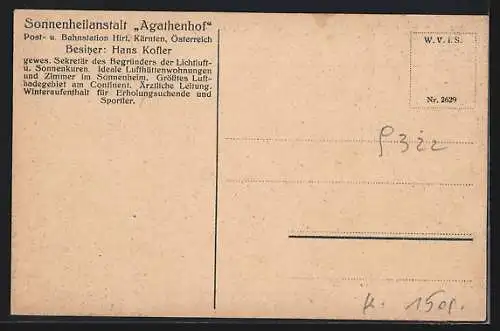 Sonnenheilanstalt „Agathenhof“
Post- u. Bahnstation Hirt, Kärnten, Österreich
Besitzer: Hans Kofler
gewes. Sekretär des Begründers der Lichtluft-
u. Sonnenkuren. Ideale Lufthüttenwohnungen
und Zimmer im Sonnenheim. Größtes Luft-
badegebiet am Continent. Ärztliche Leitung.
Winteraufenthalt für Erholungsuchende und
Sportler.
W. V. i. S.
Nr. 2629